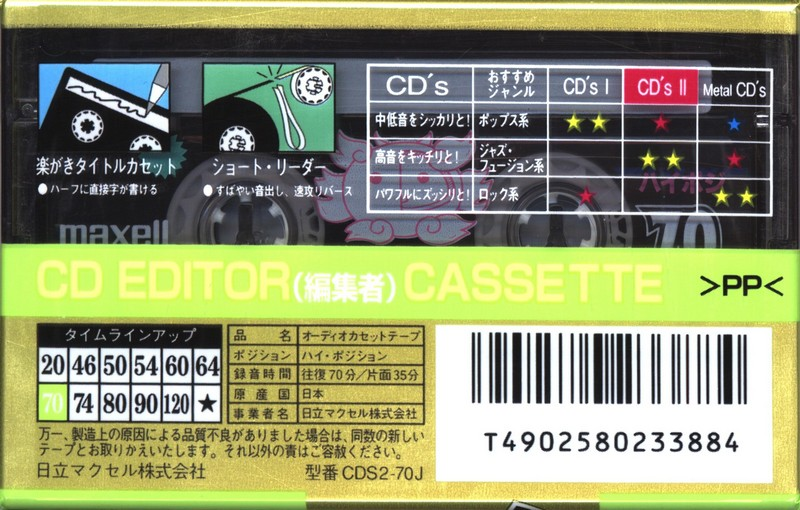 CD's おすすめジャンル CD's I CD's II Metal CD's
中低音をシッカリと! ポップス系 ★★ ★ ★
高音をキッチリと! ジャズ・フュージョン系 ★★ ★
パワフルにズッシリと! ロック系 ★ ★★
楽がきタイトルカセット
●ハーフに直接字が書ける
ショート・リーダー
●すばやい音出し、速攻リバース
ハイポジ
maxell
70
CD EDITOR(編集者) CASSETTE >PP<
タイムラインアップ
20 46 50 54 60 64
70 74 80 90 120 ★
品名 オーディオカセットテープ
ポジション ハイ・ポジション
録音時間 往復70分/片面35分
原産国 日本
事業者名 日立マクセル株式会社
万一、製造上の原因による品質不良がありました場合は、同数の新しい
テープとお取りかえいたします。それ以外の責はご容赦ください。
日立マクセル株式会社 型番 CDS2-70J
T4902580233884